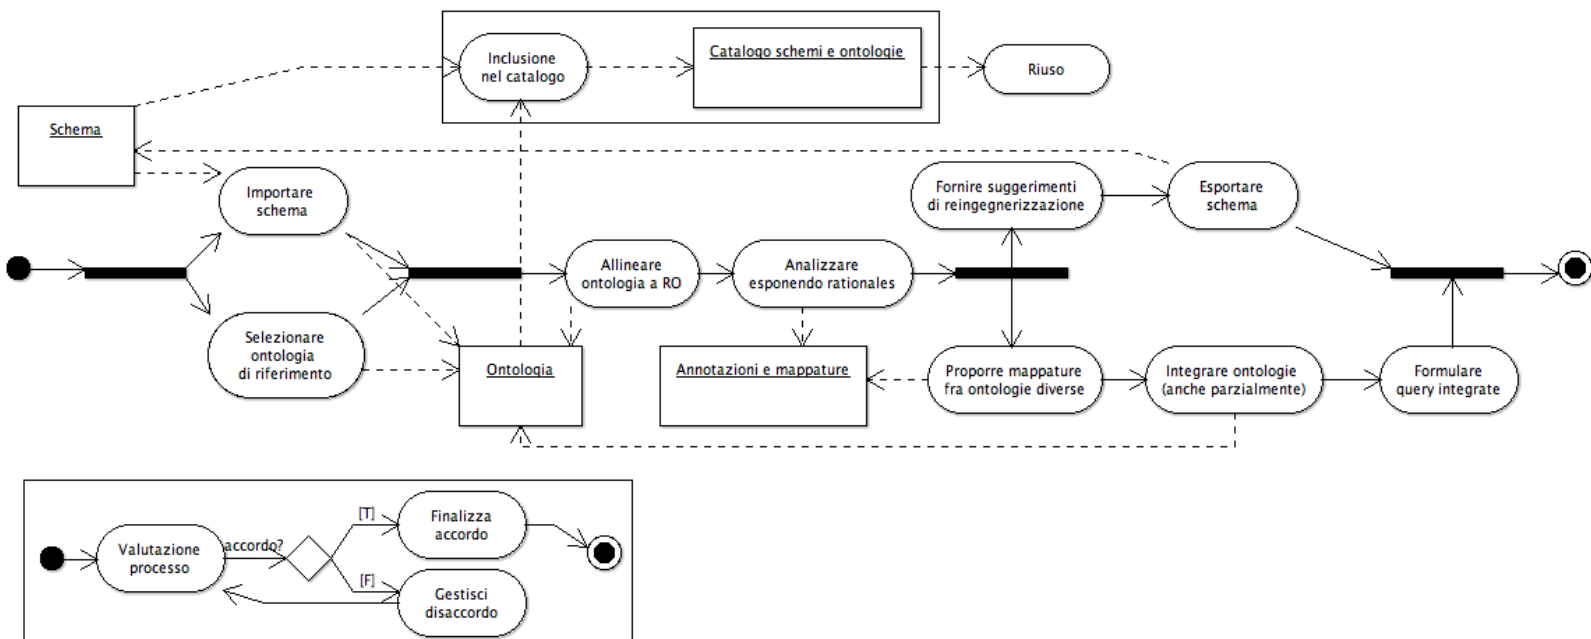 Inclusione
nel catalogo
Catalogo schemi e ontologie
Riuso
Schema
Importare
schema
Fornire suggerimenti
di reingegnerizzazione
Esportare
schema
Allineare
ontologia a RO
Analizzare
esponendo rationales
Selezionare
ontologia
di riferimento
Ontologia
Annotazioni e mappature
Proporre mappature
fra ontologie diverse
Integrare ontologie
(anche parzialmente)
Formulare
query integrate
Valutazione
processo
accordo?
[T]
Finalizza
accordo
[F]
Gestisci
disaccordo